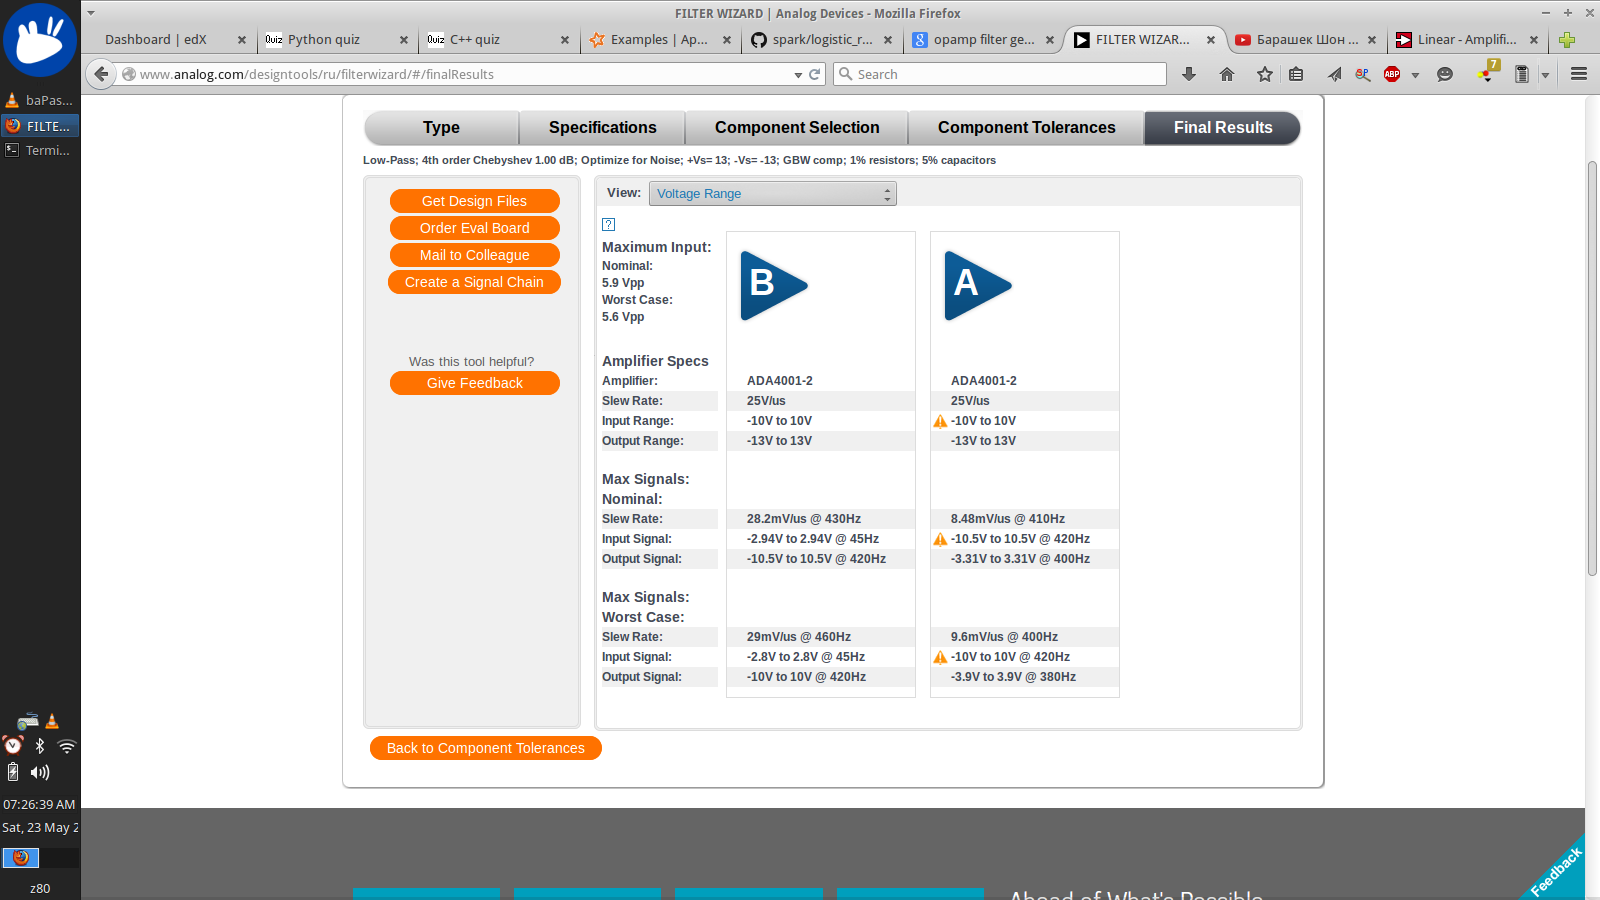 FILTER WIZARD | Analog Devices - Mozilla Firefox
Dashboard | edX
Quiz Python quiz
Quiz C++ quiz
Examples | Ap...
spark/logistic_r...
opamp filter ge...
FILTER WIZAR...
Барашек Шон ...
Linear - Amplifi...
www.analog.com/designtools/ru/filterwizard/#/finalResults
Search
ABP
7
baPas...
FILTE...
Termi...
Type
Specifications
Component Selection
Component Tolerances
Final Results
Low-Pass; 4th order Chebyshev 1.00 dB; Optimize for Noise; +Vs= 13; -Vs= -13; GBW comp; 1% resistors; 5% capacitors
Get Design Files
Order Eval Board
Mail to Colleague
Create a Signal Chain
Was this tool helpful?
Give Feedback
View: Voltage Range
?
Maximum Input:
Nominal:
5.9 Vpp
Worst Case:
5.6 Vpp
B
A
Amplifier Specs
Amplifier: ADA4001-2 ADA4001-2
Slew Rate: 25V/us 25V/us
Input Range: -10V to 10V -10V to 10V
Output Range: -13V to 13V -13V to 13V
Max Signals:
Nominal:
Slew Rate: 28.2mV/us @ 430Hz 8.48mV/us @ 410Hz
Input Signal: -2.94V to 2.94V @ 45Hz -10.5V to 10.5V @ 420Hz
Output Signal: -10.5V to 10.5V @ 420Hz -3.31V to 3.31V @ 400Hz
Max Signals:
Worst Case:
Slew Rate: 29mV/us @ 460Hz 9.6mV/us @ 400Hz
Input Signal: -2.8V to 2.8V @ 45Hz -10V to 10V @ 420Hz
Output Signal: -10V to 10V @ 420Hz -3.9V to 3.9V @ 380Hz
Back to Component Tolerances
07:26:39 AM
Sat, 23 May 2
z80
Ahead of What's Possible
Feedback